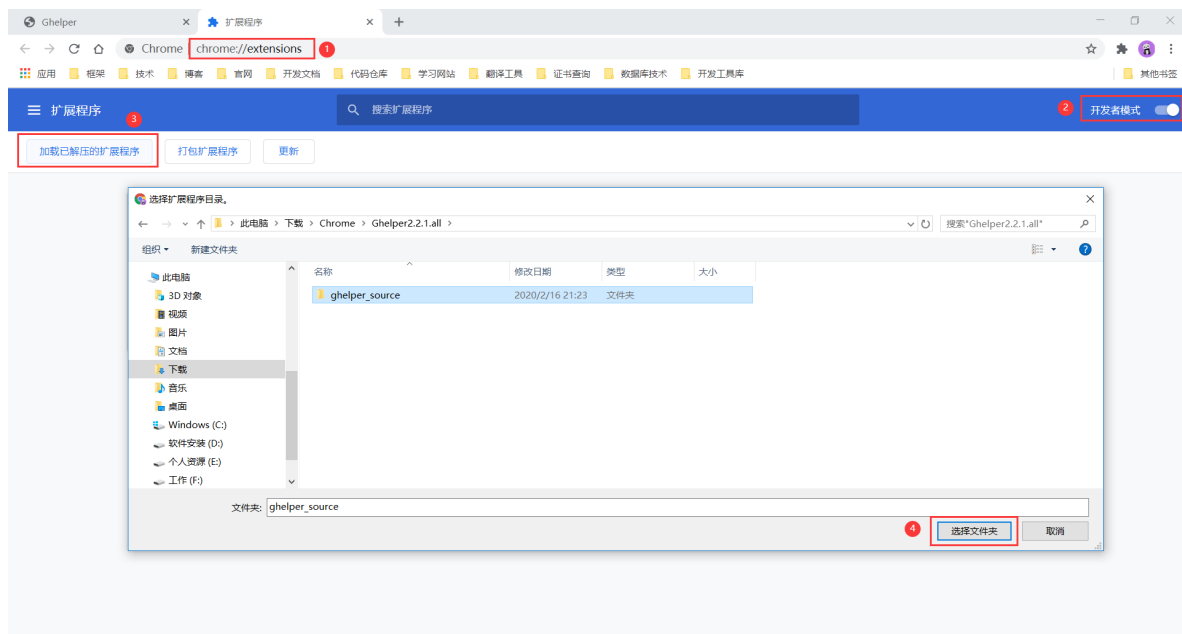 Ghelper
扩展程序
Chrome chrome://extensions 1
应用 框架 技术 博客 官网 开发文档 代码仓库 学习网站 翻译工具 证书查询 数据库技术 开发工具库 其他书签
扩展程序 搜索扩展程序 2 开发者模式
3
加载已解压的扩展程序 打包扩展程序 更新
选择扩展程序目录。
此电脑 > 下载 > Chrome > Ghelper2.2.1.all > 搜索"Ghelper2.2.1.all"
组织 新建文件夹
名称 修改日期 类型 大小
ghelper_source 2020/2/16 21:23 文件夹
此电脑
3D 对象
视频
图片
文档
下载
音乐
桌面
Windows (C:)
软件安装 (D:)
个人资源 (E:)
工作 (F:)
文件夹: ghelper_source
4 选择文件夹 取消